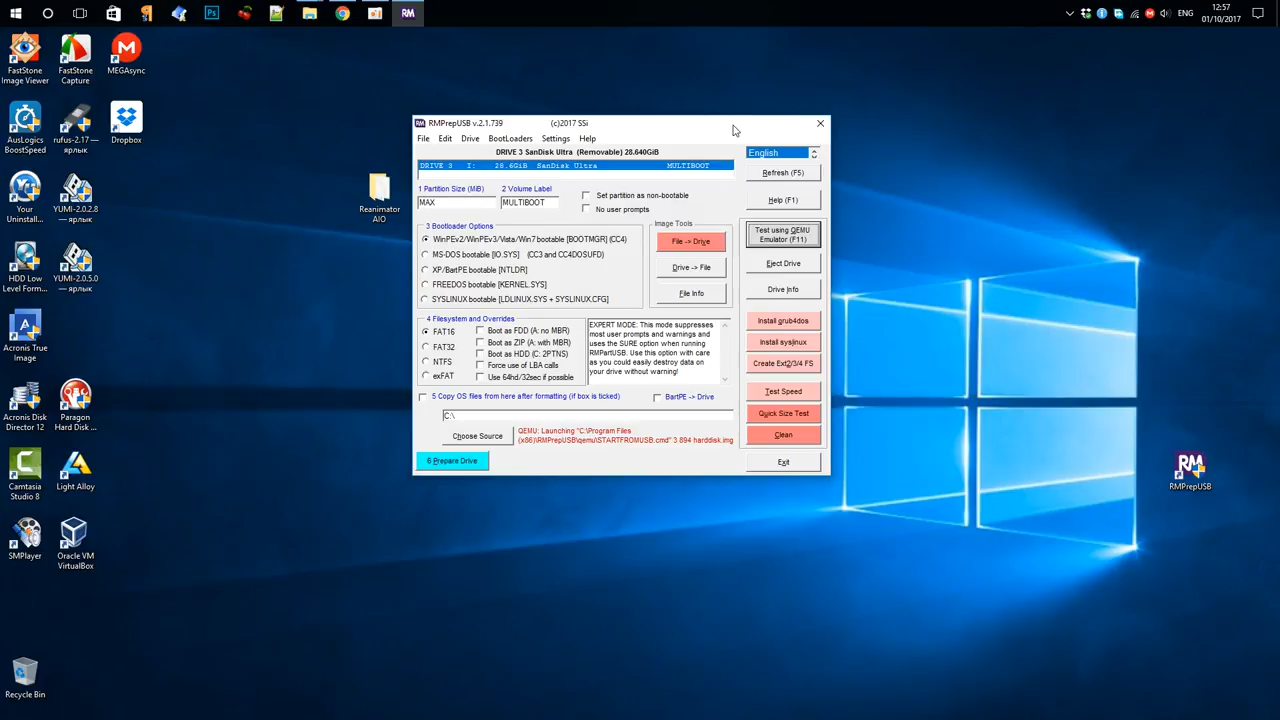 ENG
12:57
01/10/2017
Ps
RM
FastStone
Image Viewer
FastStone
Capture
MEGAsync
AusLogics
BoostSpeed
rufus-2.17 —
ярлык
Dropbox
Your
Uninstall...
YUMI-2.0.2.8
— ярлык
HDD Low
Level Form...
YUMI-2.0.5.0
— ярлык
Acronis
True Image
Acronis Disk
Director 12
Paragon
Hard Disk ...
Camtasia
Studio 8
Light Alloy
SMPlayer
Oracle VM
VirtualBox
Recycle Bin
Reanimator
AIO
RM
RMPrepUSB
RMPrepUSB v.2.1.739 (c)2017 SSi
File Edit Drive BootLoaders Settings Help
DRIVE 3 SanDisk Ultra (Removable) 28.640GiB
English
DRIVE 3 I: 28.6GiB SanDisk Ultra MULTIBOOT
Refresh (F5)
1 Partition Size (MiB)
2 Volume Label
Set partition as non-bootable
MAX
MULTIBOOT
No user prompts
Help (F1)
3 Bootloader Options
WinPEv2/WinPEv3/Vista/Win7 bootable [BOOTMGR] (CC4)
MS-DOS bootable [IO.SYS] (CC3 and CC4DOSUFD)
XP/BartPE bootable [NTLDR]
FREEDOS bootable [KERNEL.SYS]
SYSLINUX bootable [LDLINUX.SYS + SYSLINUX.CFG]
Image Tools
File -> Drive
Drive -> File
File Info
Test using QEMU
Emulator (F11)
Eject Drive
Drive Info
4 Filesystem and Overrides
FAT16
FAT32
NTFS
exFAT
Boot as FDD (A: no MBR)
Boot as ZIP (A: with MBR)
Boot as HDD (C: 2PTNS)
Force use of LBA calls
Use 64hd/32sec if possible
EXPERT MODE: This mode suppresses
most user prompts and warnings and
uses the SURE option when running
RMPartUSB. Use this option with care
as you could easily destroy data on
your drive without warning!
Install grub4dos
Install syslinux
Create Ext2/3/4 FS
Test Speed
Quick Size Test
Clean
Exit
5 Copy OS files from here after formatting (if box is ticked)
BartPE -> Drive
C:\
Choose Source
QEMU: Launching "C:\Program Files
(x86)\RMPrepUSB\qemu\STARTFROMUSB.cmd" 3 894 harddisk.img
6 Prepare Drive